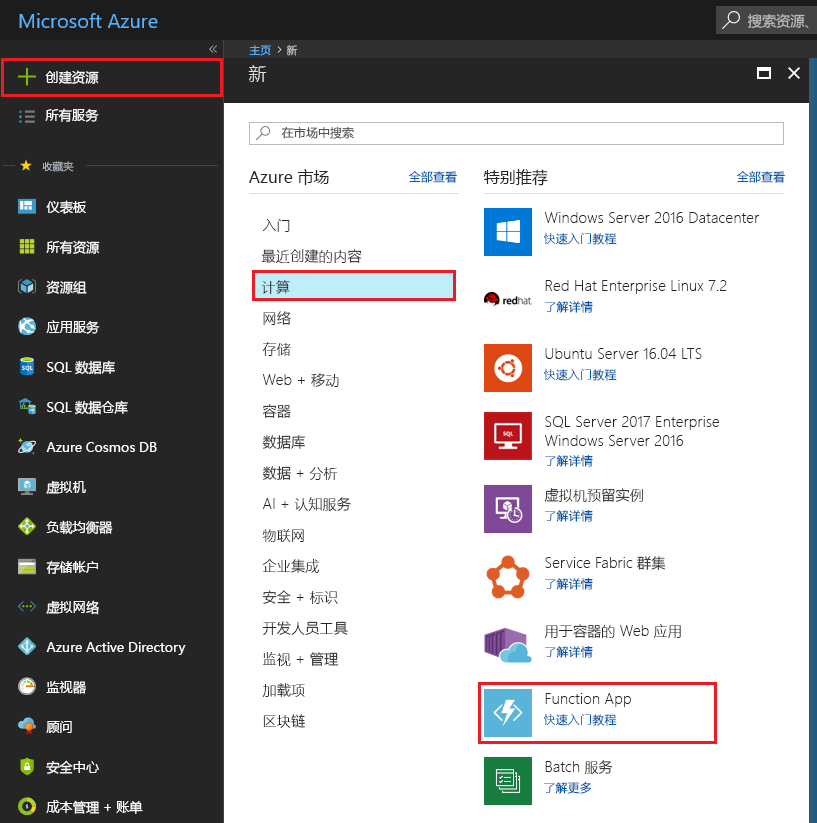 Microsoft Azure
搜索资源、
创建资源
所有服务
收藏夹
仪表板
所有资源
资源组
应用服务
SQL 数据库
SQL 数据仓库
Azure Cosmos DB
虚拟机
负载均衡器
存储帐户
虚拟网络
Azure Active Directory
监视器
顾问
安全中心
成本管理 + 账单
主页 > 新
新
在市场中搜索
Azure 市场
全部查看
入门
最近创建的内容
计算
网络
存储
Web + 移动
容器
数据库
数据 + 分析
AI + 认知服务
物联网
企业集成
安全 + 标识
开发人员工具
监视 + 管理
加载项
区块链
特别推荐
全部查看
Windows Server 2016 Datacenter
快速入门教程
redhat
Red Hat Enterprise Linux 7.2
了解详情
Ubuntu Server 16.04 LTS
快速入门教程
SQL
SQL Server 2017 Enterprise
Windows Server 2016
了解详情
虚拟机预留实例
了解详情
Service Fabric 群集
了解详情
用于容器的 Web 应用
了解详情
Function App
快速入门教程
Batch 服务
了解更多